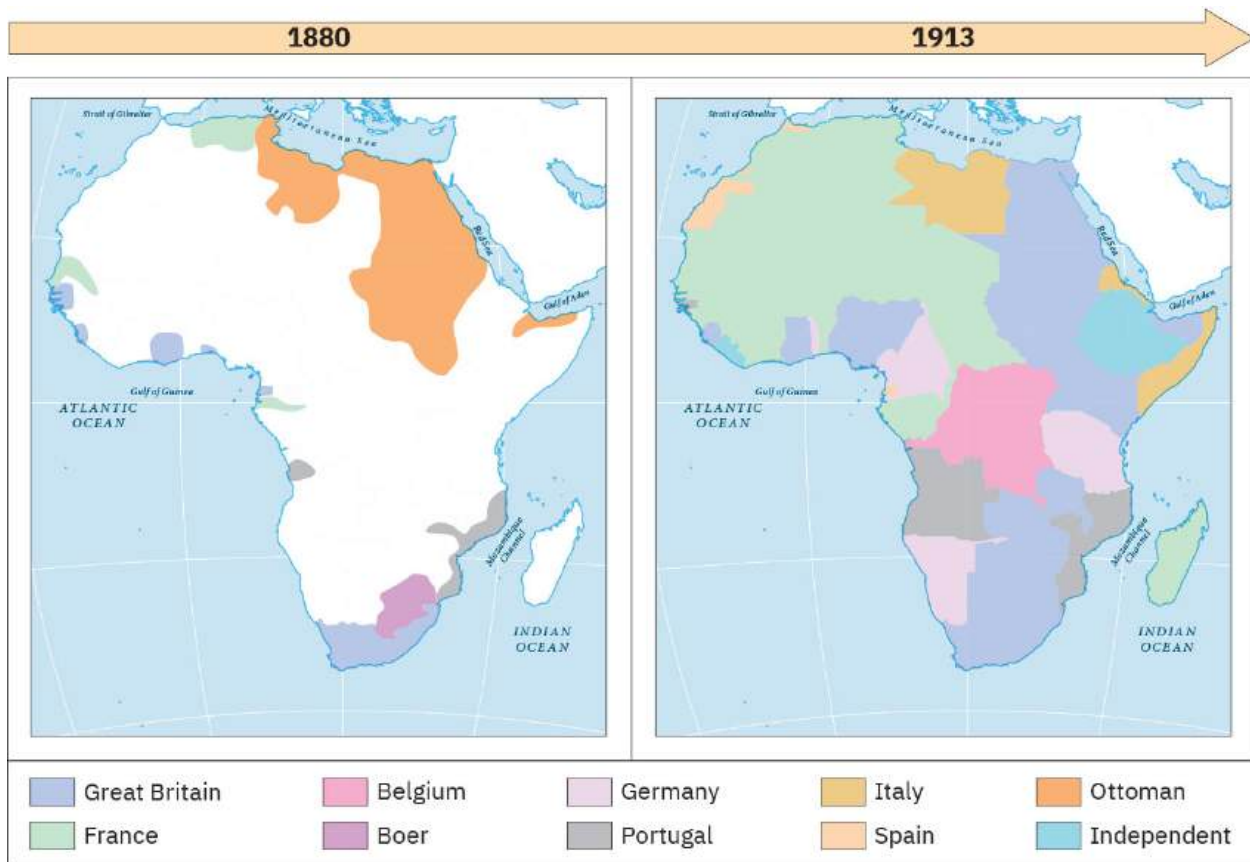 1880
1913
Strait of Gibraltar
Mediterranean Sea
Red Sea
Gulf of Aden
Gulf of Guinea
ATLANTIC
OCEAN
Mozambique
Channel
INDIAN
OCEAN
Strait of Gibraltar
Mediterranean Sea
Red Sea
Gulf of Aden
Gulf of Guinea
ATLANTIC
OCEAN
Mozambique
Channel
INDIAN
OCEAN
Great Britain
Belgium
Germany
Italy
Ottoman
France
Boer
Portugal
Spain
Independent